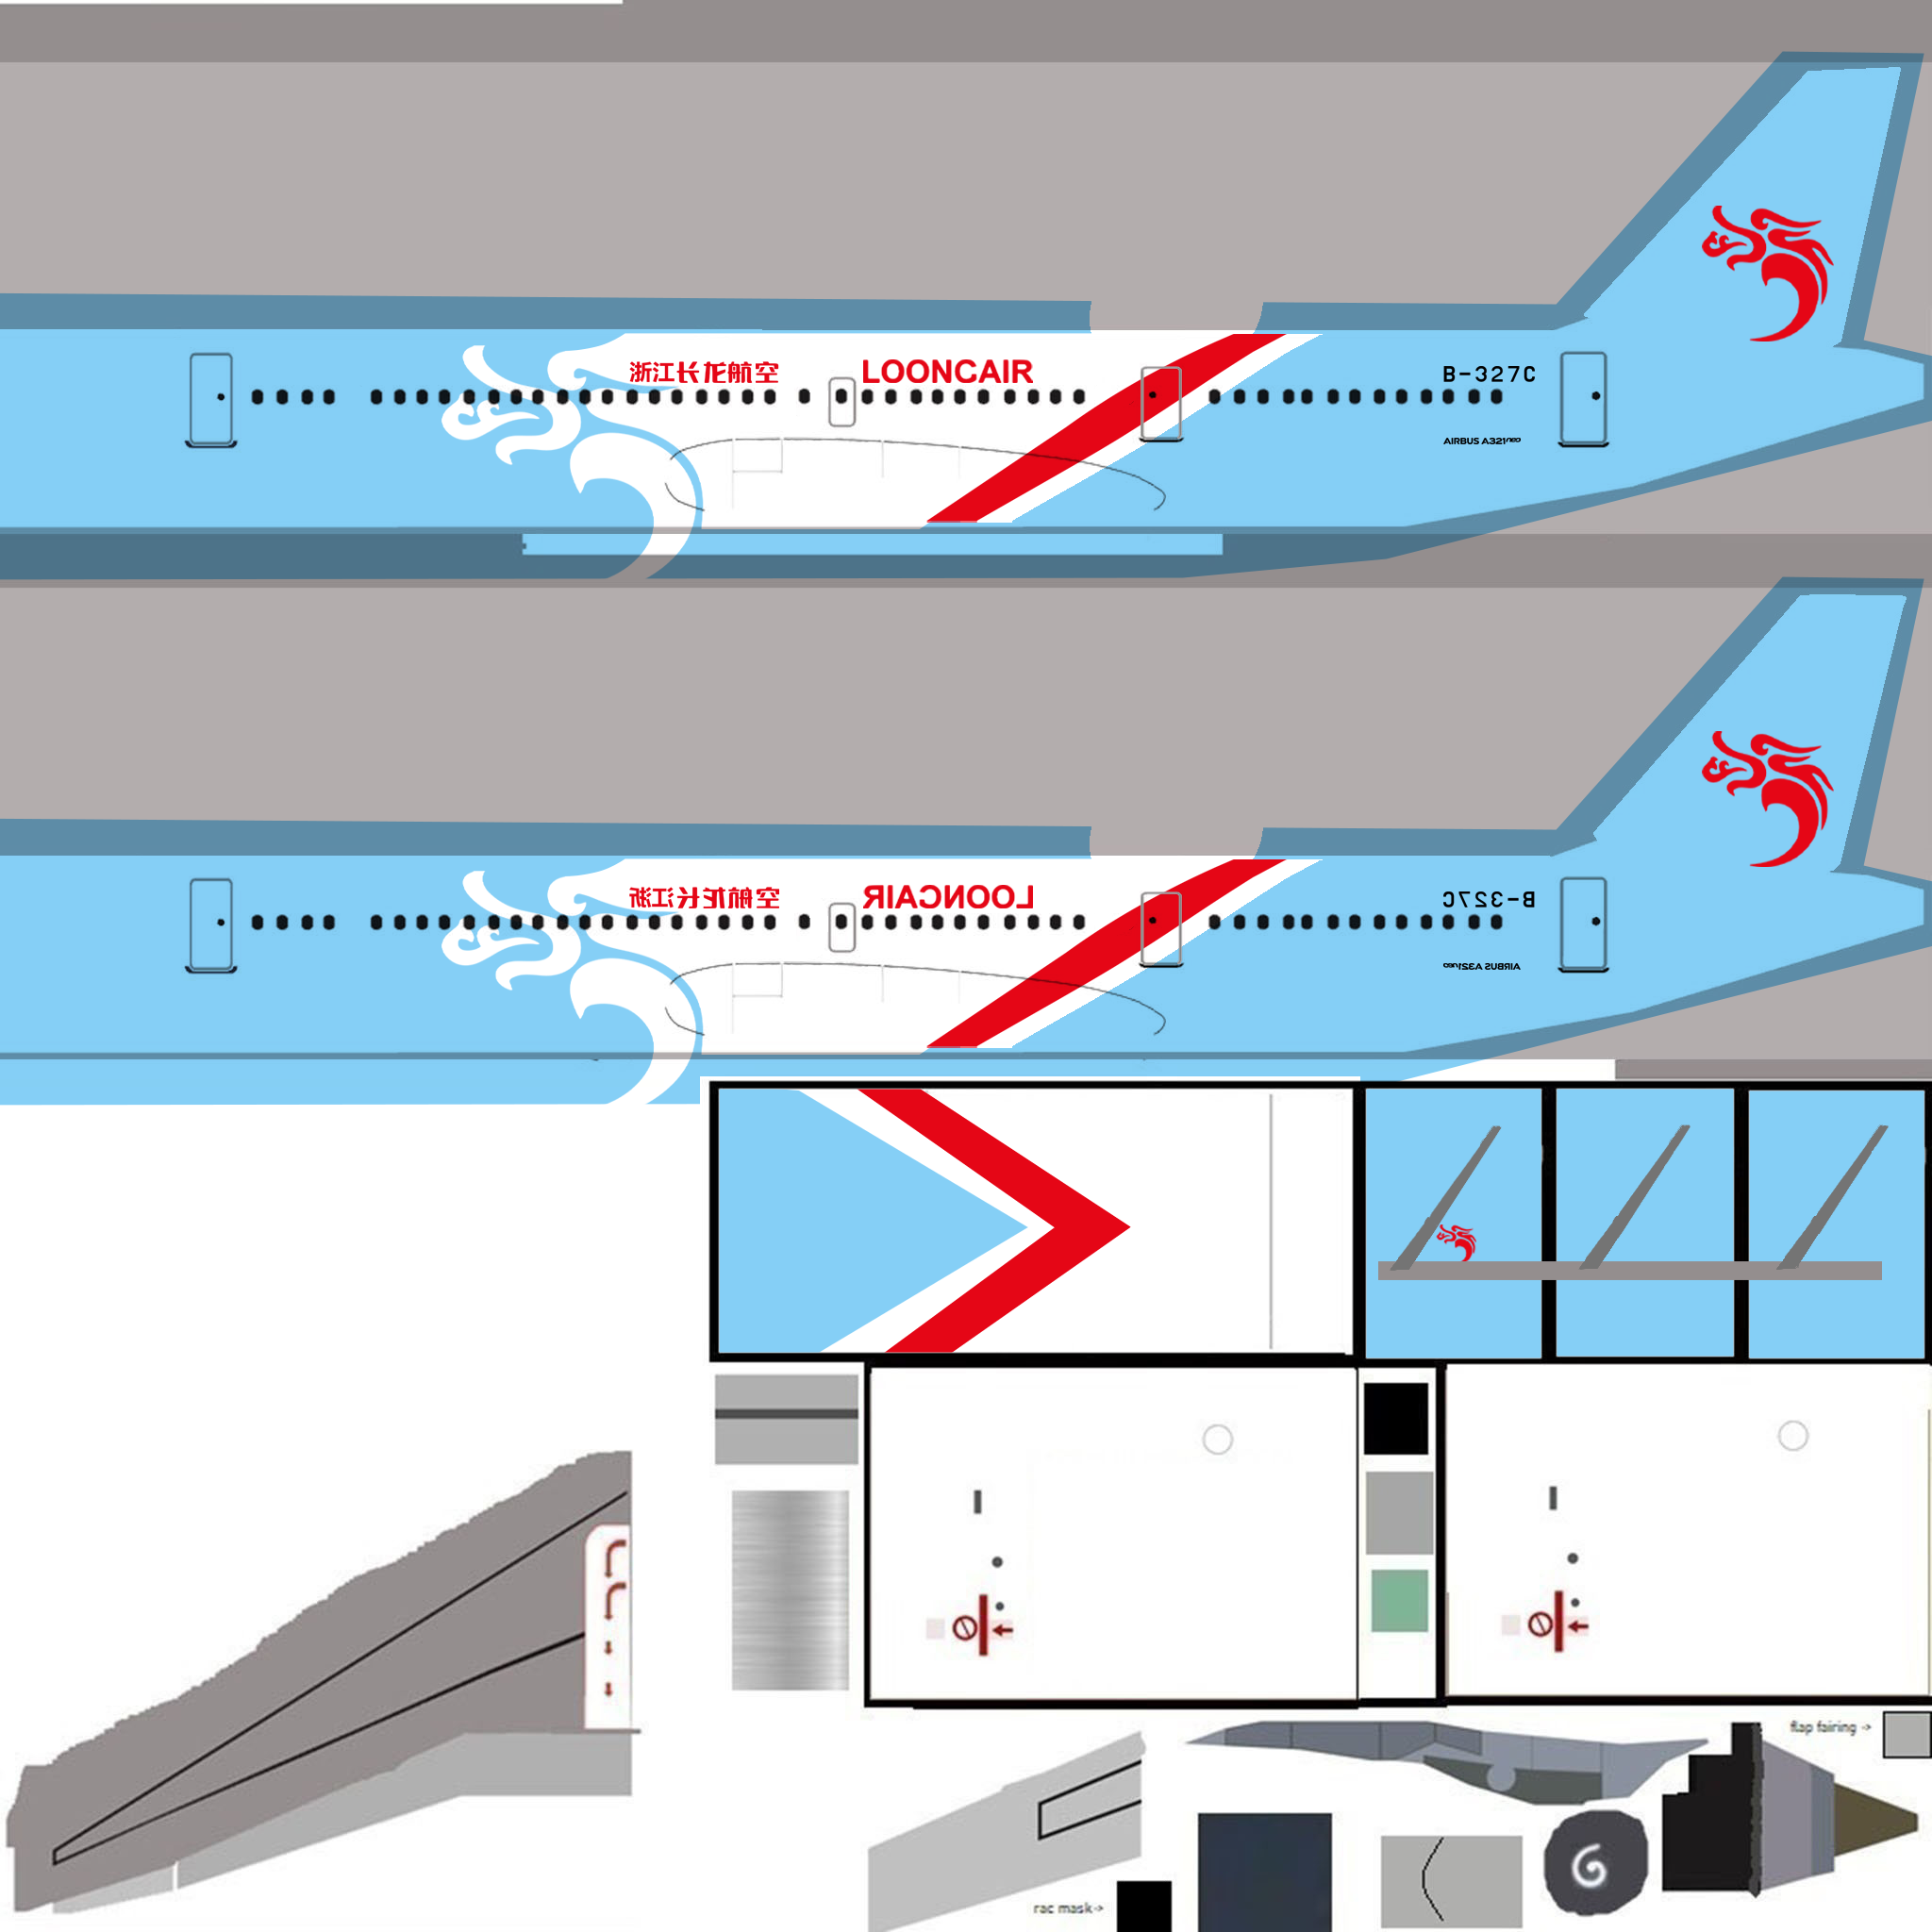 浙江长龙航空 LOONCAIR
B-327C
AIRBUS A321neo
浙江长龙航空 LOONCAIR
B-327C
AIRBUS A321neo
flap fairing ->
rac mask->